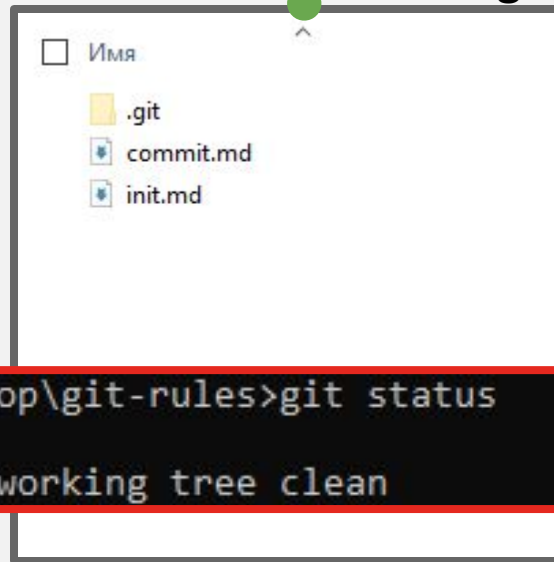 Имя
.git
commit.md
init.md
op\git-rules>git status
working tree clean